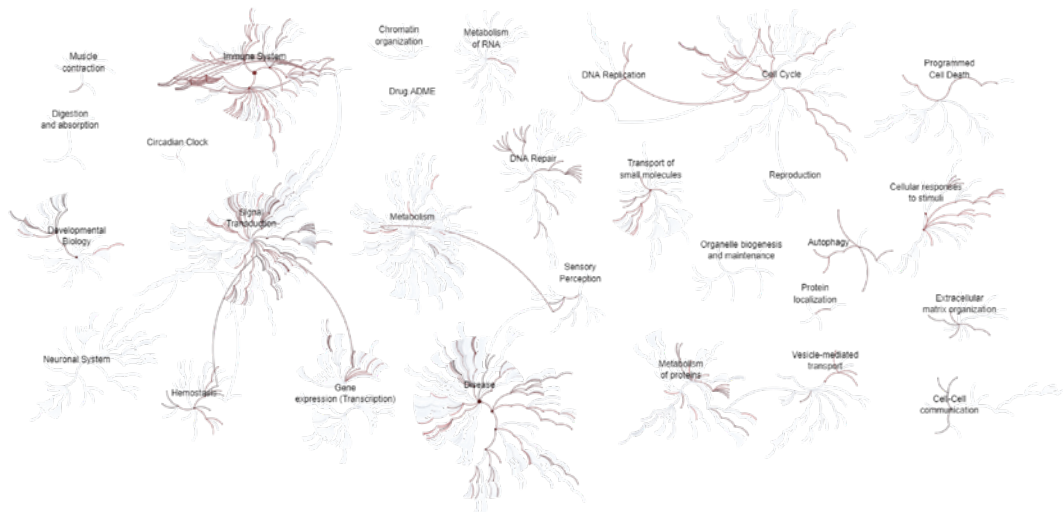 Muscle
contraction
Immune System
Chromatin
organization
Metabolism
of RNA
DNA Replication
Cell Cycle
Programmed
Cell Death
Drug ADME
Digestion
and absorption
Circadian Clock
DNA Repair
Transport of
small molecules
Reproduction
Cellular responses
to stimuli
Developmental
Biology
Signal
Transduction
Metabolism
Organelle biogenesis
and maintenance
Autophagy
Sensory
Perception
Protein
localization
Extracellular
matrix organization
Neuronal System
Hemostasis
Gene
expression (Transcription)
Disease
Metabolism
of proteins
Vesicle-mediated
transport
Cell-Cell
communication